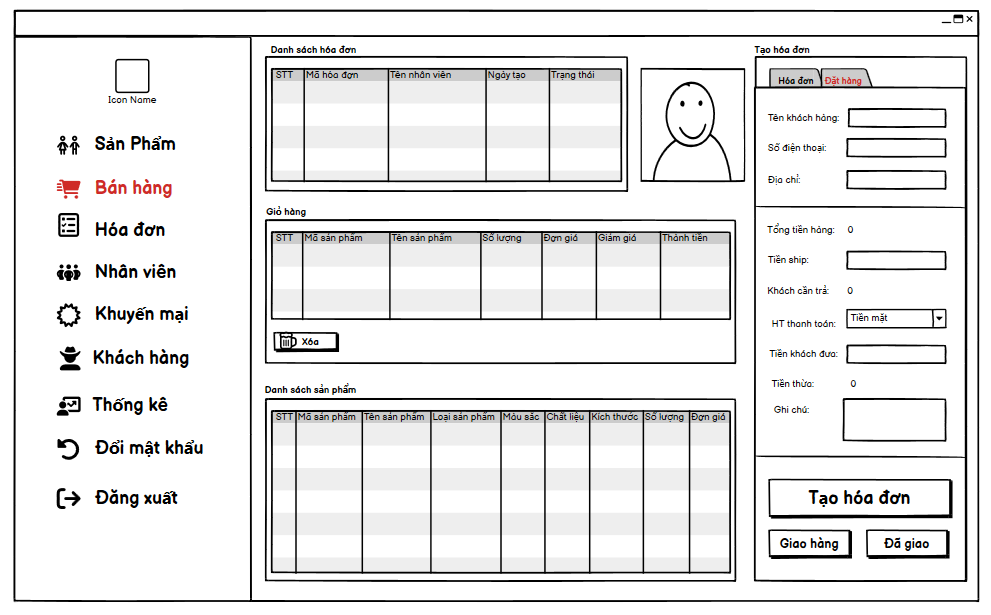 Icon Name
Sản Phẩm
Bán hàng
Hóa đơn
Nhân viên
Khuyến mại
Khách hàng
Thống kê
Đổi mật khẩu
Đăng xuất
Danh sách hóa đơn
STT Mã hóa đơn Tên nhân viên Ngày tạo Trạng thái
Giỏ hàng
STT Mã sản phẩm Tên sản phẩm Số lượng Đơn giá Giảm giá Thành tiền
Xóa
Danh sách sản phẩm
STT Mã sản phẩm Tên sản phẩm Loại sản phẩm Màu sắc Chất liệu Kích thước Số lượng Đơn giá
Tạo hóa đơn
Hóa đơn Đặt hàng
Tên khách hàng:
Số điện thoại:
Địa chỉ:
Tổng tiền hàng: 0
Tiền ship:
Khách cần trả: 0
HT thanh toán: Tiền mặt
Tiền khách đưa:
Tiền thừa: 0
Ghi chú:
Tạo hóa đơn
Giao hàng Đã giao